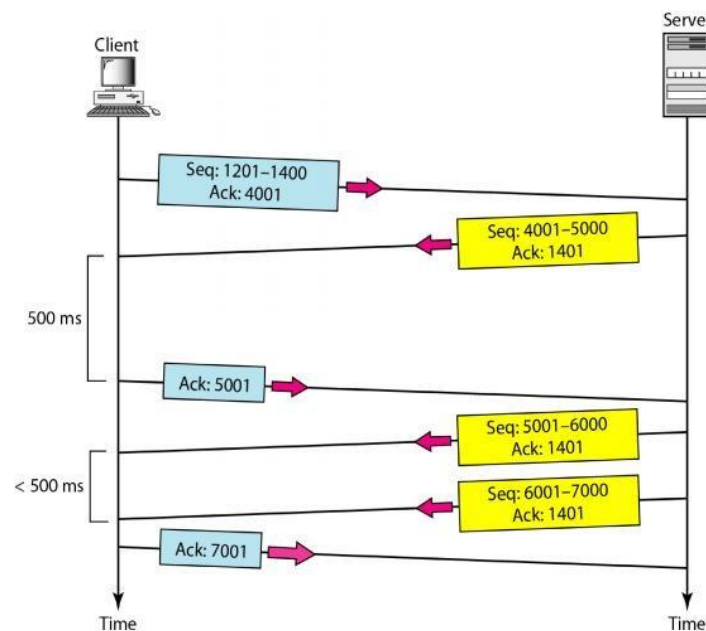 Client
Serve
Seq: 1201–1400
Ack: 4001
Seq: 4001–5000
Ack: 1401
500 ms
Ack: 5001
Seq: 5001–6000
Ack: 1401
< 500 ms
Seq: 6001–7000
Ack: 1401
Ack: 7001
Time
Time